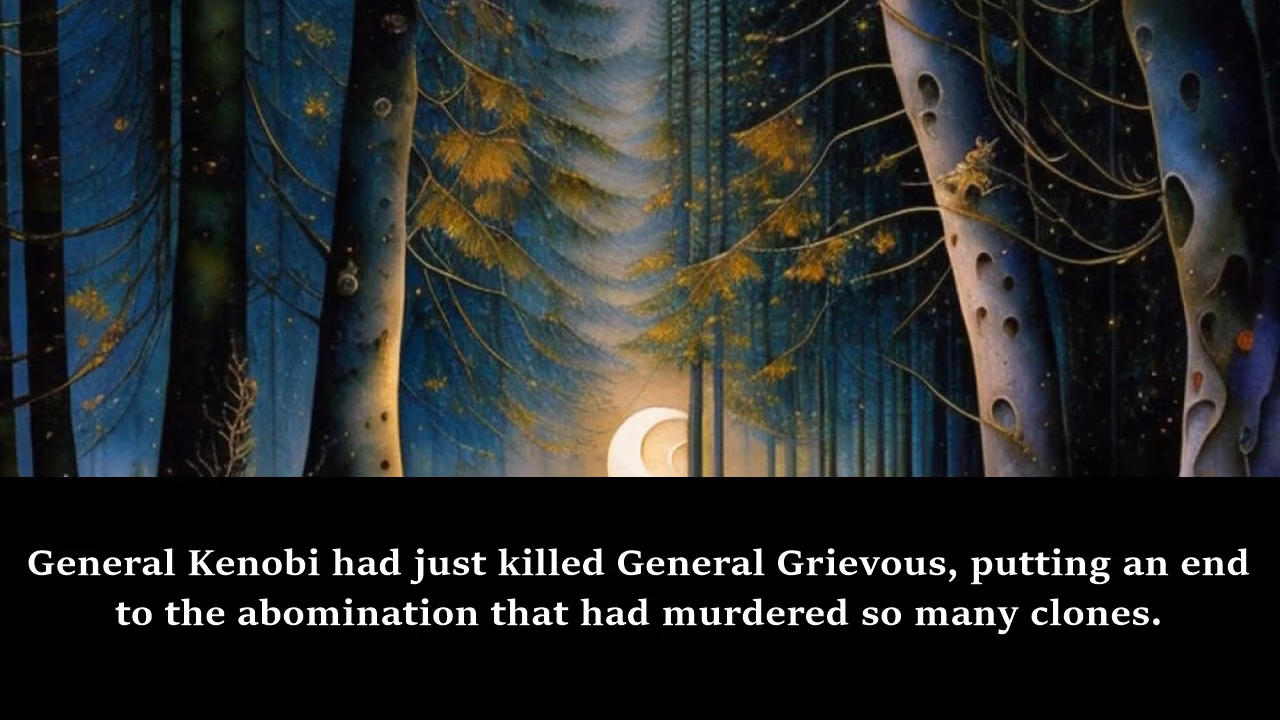 General Kenobi had just killed General Grievous, putting an end
to the abomination that had murdered so many clones.